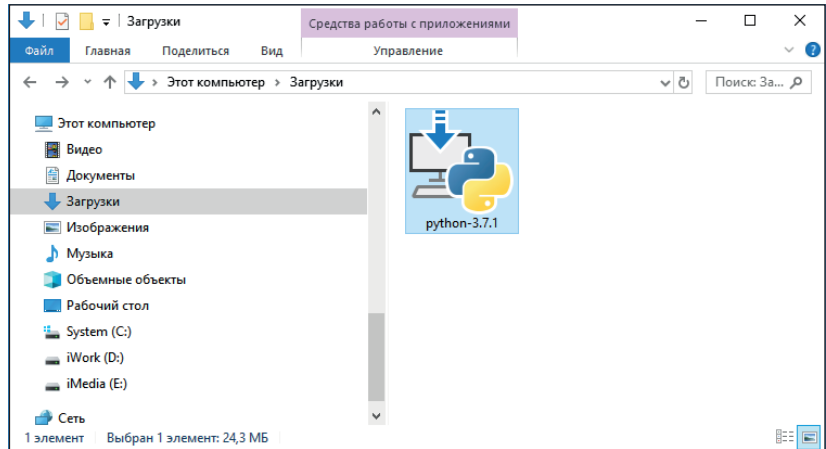 Загрузки
Средства работы с приложениями
Файл Главная Поделиться Вид Управление
Этот компьютер > Загрузки
Поиск: За...
Этот компьютер
Видео
Документы
Загрузки
Изображения
Музыка
Объемные объекты
Рабочий стол
System (C:)
iWork (D:)
iMedia (E:)
Сеть
python-3.7.1
1 элемент Выбран 1 элемент: 24,3 МБ